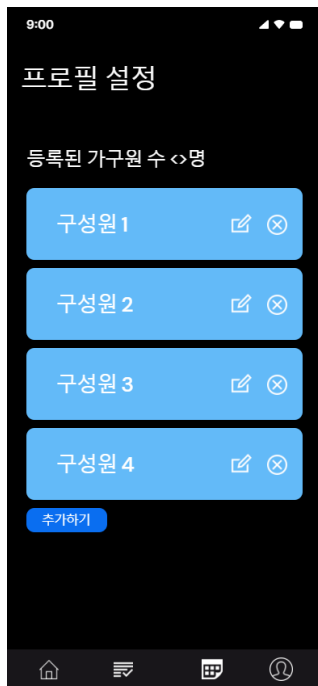 9:00
프로필 설정
등록된 가구원 수 <>명
구성원 1
구성원 2
구성원 3
구성원 4
추가하기